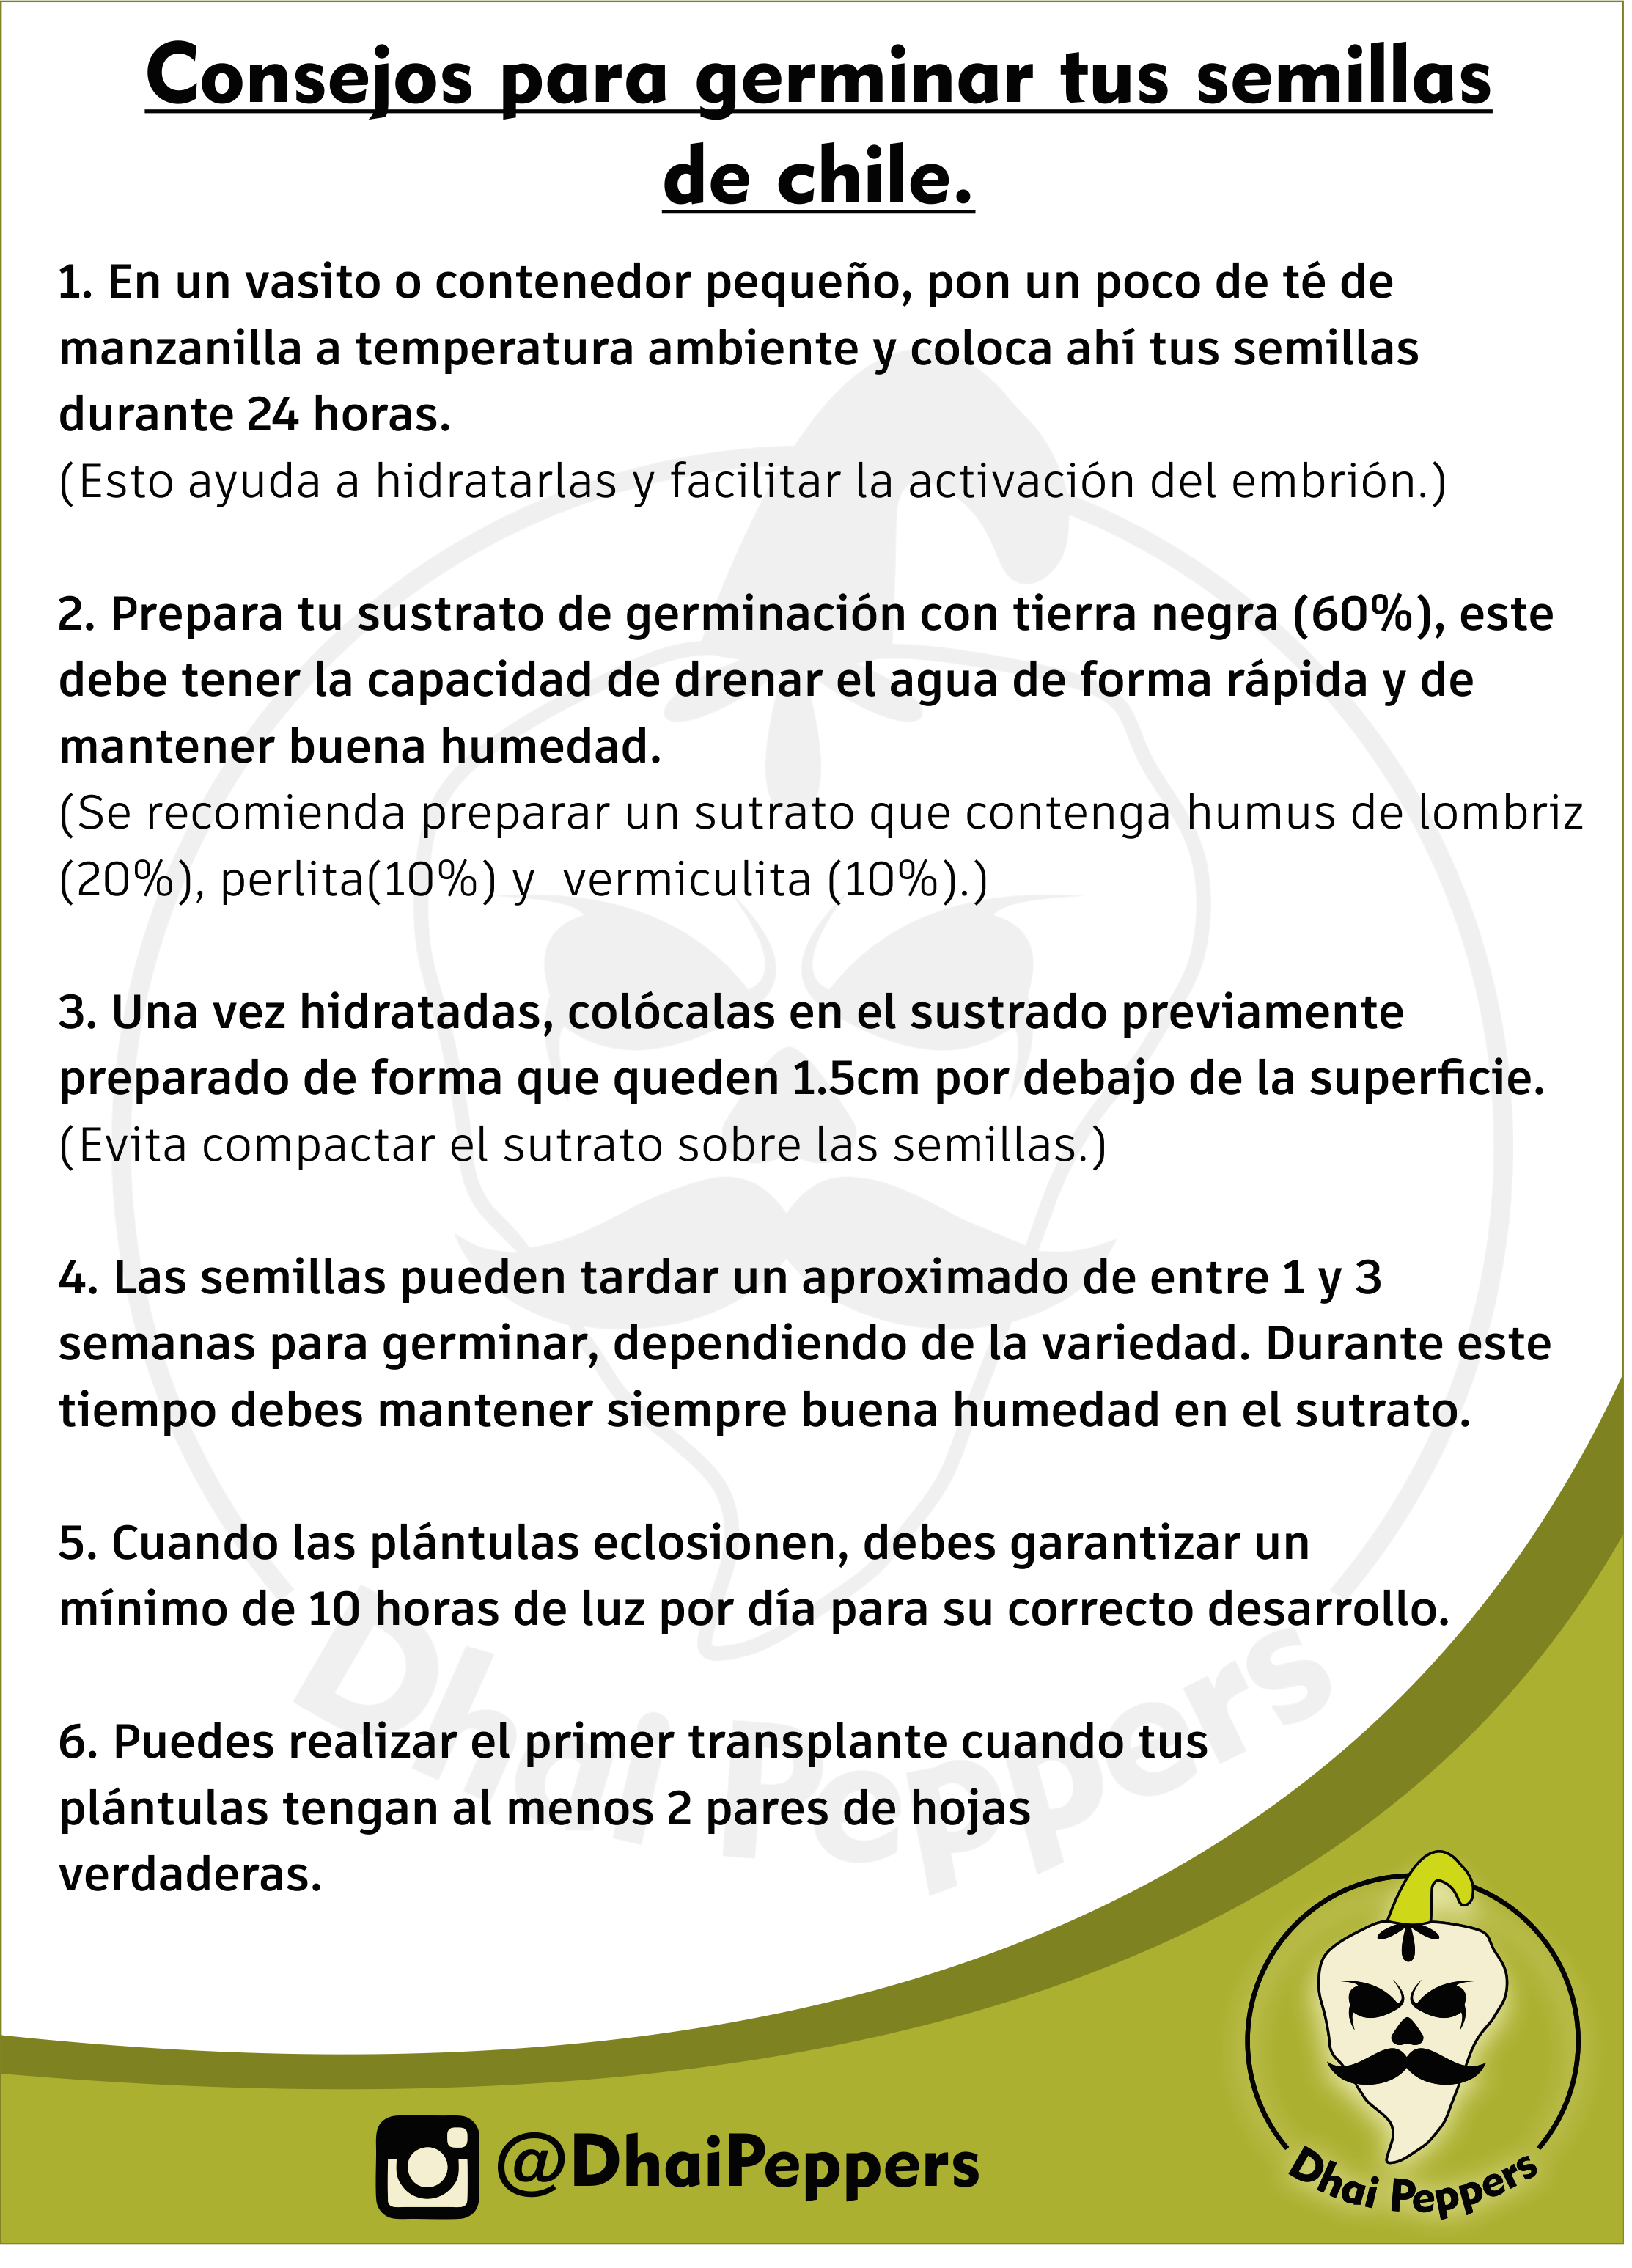 Consejos para germinar tus semillas
de chile.
1. En un vasito o contenedor pequeño, pon un poco de té de
manzanilla a temperatura ambiente y coloca ahí tus semillas
durante 24 horas.
(Esto ayuda a hidratarlas y facilitar la activación del embrión.)
2. Prepara tu sustrato de germinación con tierra negra (60%), este
debe tener la capacidad de drenar el agua de forma rápida y de
mantener buena humedad.
(Se recomienda preparar un sutrato que contenga humus de lombriz
(20%), perlita(10%) y  vermiculita (10%).)
3. Una vez hidratadas, colócalas en el sustrado previamente
preparado de forma que queden 1.5cm por debajo de la superficie.
(Evita compactar el sutrato sobre las semillas.)
4. Las semillas pueden tardar un aproximado de entre 1 y 3
semanas para germinar, dependiendo de la variedad. Durante este
tiempo debes mantener siempre buena humedad en el sutrato.
5. Cuando las plántulas eclosionen, debes garantizar un
mínimo de 10 horas de luz por día para su correcto desarrollo.
6. Puedes realizar el primer transplante cuando tus
plántulas tengan al menos 2 pares de hojas
verdaderas.
Dhai Peppers
@DhaiPeppers
Dhai Peppers